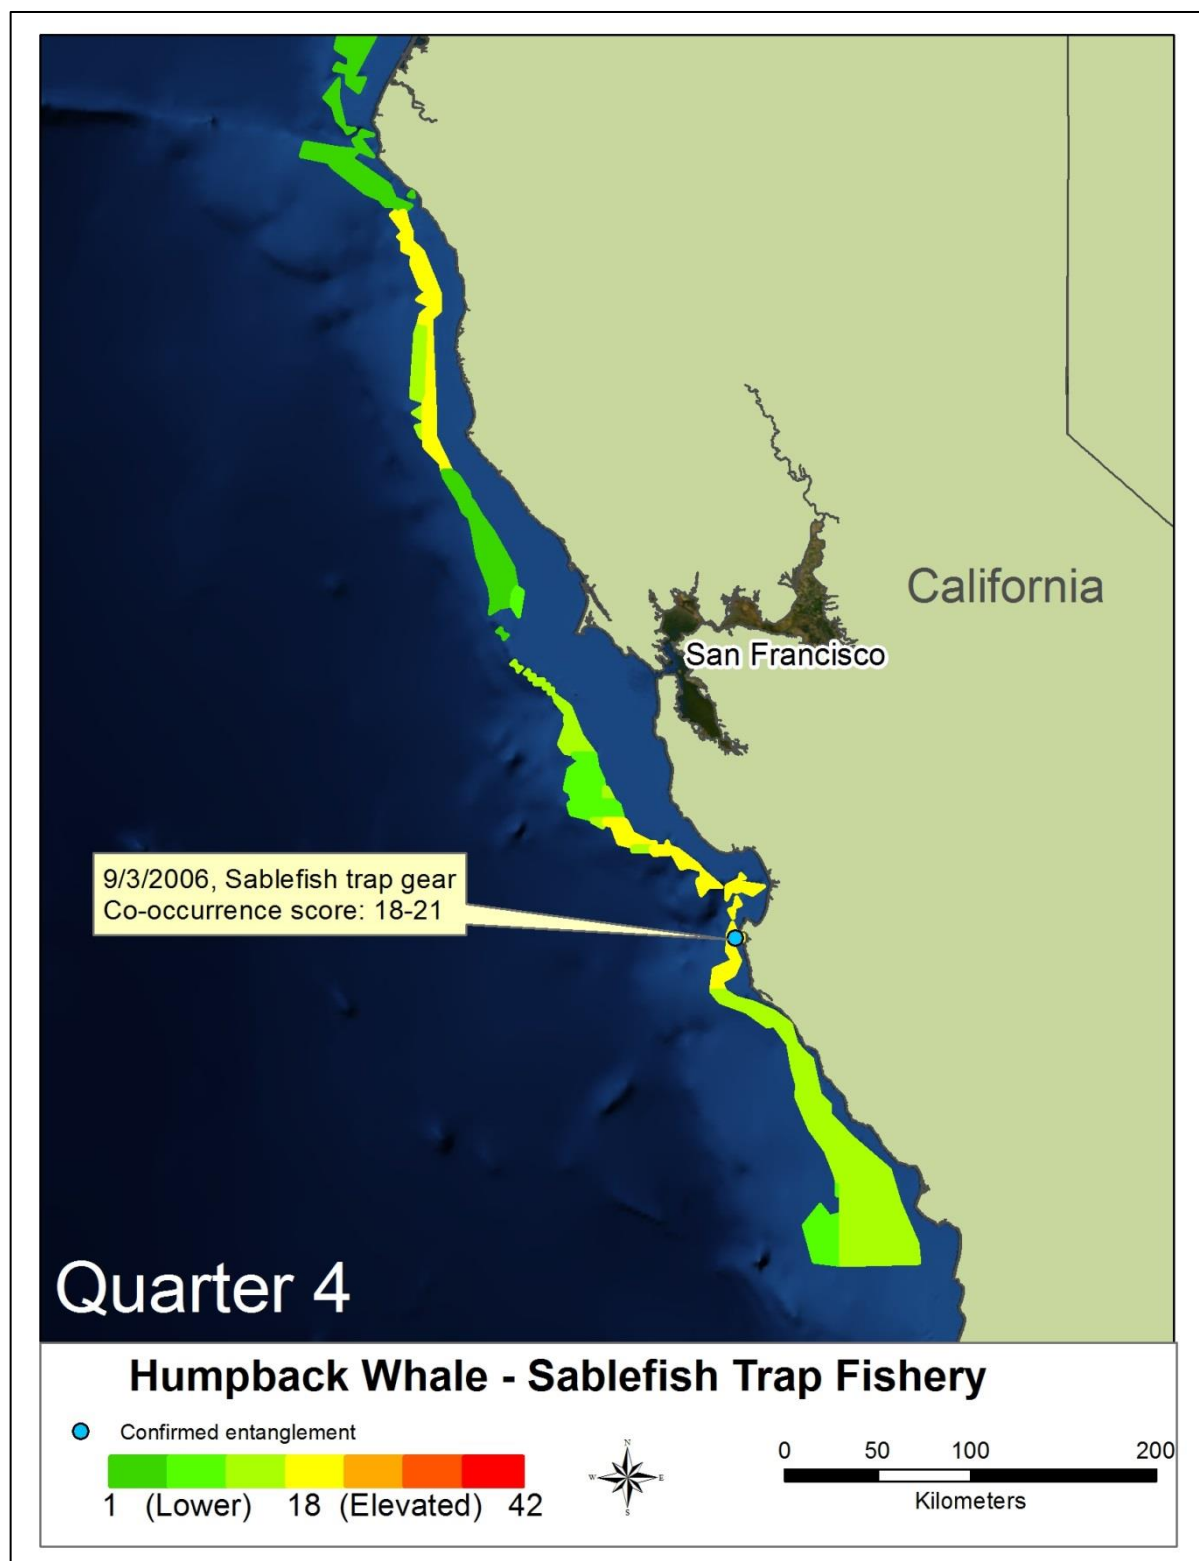 California
San Francisco
9/3/2006, Sablefish trap gear
Co-occurrence score: 18-21
Quarter 4
Humpback Whale - Sablefish Trap Fishery
Confirmed entanglement
1 (Lower) 18 (Elevated) 42
N
W E
S
0 50 100 200
Kilometers